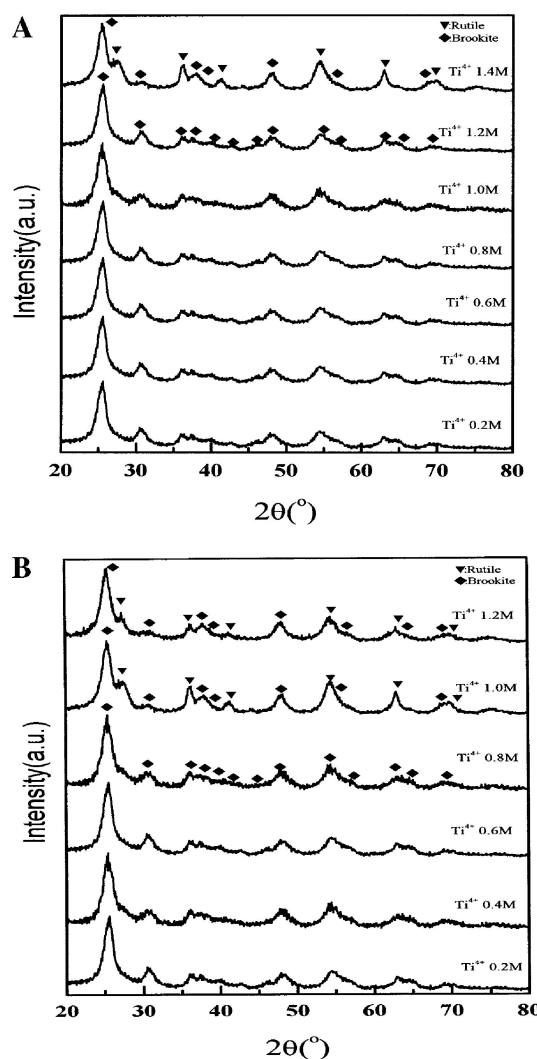 A
▼:Rutile
◆:Brookite
Ti⁴⁺ 1.4M
Ti⁴⁺ 1.2M
Ti⁴⁺ 1.0M
Ti⁴⁺ 0.8M
Ti⁴⁺ 0.6M
Ti⁴⁺ 0.4M
Ti⁴⁺ 0.2M
Intensity(a.u.)
20 30 40 50 60 70 80
2θ(°)
B
▼:Rutile
◆:Brookite
Ti⁴⁺ 1.2M
Ti⁴⁺ 1.0M
Ti⁴⁺ 0.8M
Ti⁴⁺ 0.6M
Ti⁴⁺ 0.4M
Ti⁴⁺ 0.2M
Intensity(a.u.)
20 30 40 50 60 70 80
2θ(°)